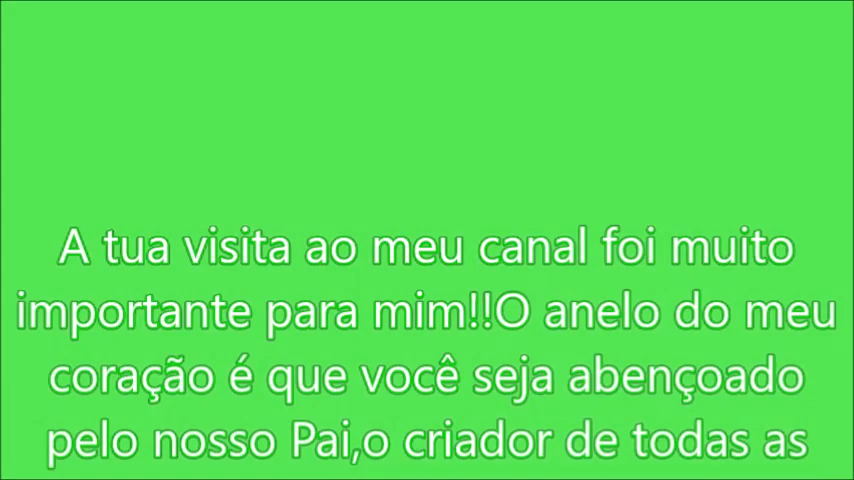 A tua visita ao meu canal foi muito
importante para mim!!O anelo do meu
coração é que você seja abençoado
pelo nosso Pai,o criador de todas as